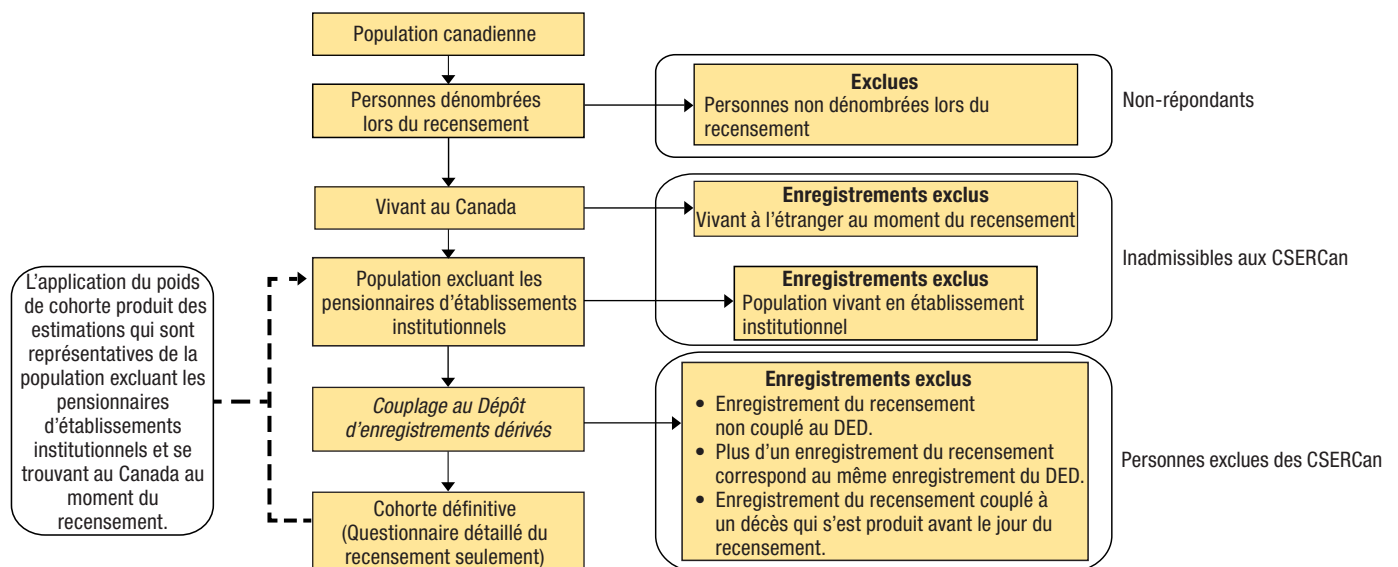 Population canadienne
Personnes dénombrées
lors du recensement
Exclues
Personnes non dénombrées lors du
recensement
Non-répondants
Vivant au Canada
Enregistrements exclus
Vivant à l'étranger au moment du recensement
Inadmissibles aux CSERCan
Population excluant les
pensionnaires d'établissements
institutionnels
Enregistrements exclus
Population vivant en établissement
institutionnel
L'application du poids
de cohorte produit des
estimations qui sont
représentatives de la
population excluant les
pensionnaires
d'établissements
institutionnels et se
trouvant au Canada au
moment du
recensement.
Couplage au Dépôt
d'enregistrements dérivés
Enregistrements exclus
• Enregistrement du recensement
non couplé au DED.
• Plus d'un enregistrement du recensement
correspond au même enregistrement du DED.
• Enregistrement du recensement couplé à
un décès qui s'est produit avant le jour du
recensement.
Personnes exclues des CSERCan
Cohorte définitive
(Questionnaire détaillé du
recensement seulement)